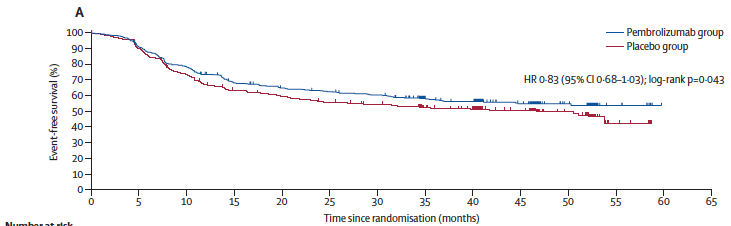 A
Pembrolizumab group
Placebo group
HR 0·83 (95% CI 0·68–1·03); log-rank p=0·043
Event-free survival (%)
100
90
80
70
60
50
40
30
20
10
0
0 5 10 15 20 25 30 35 40 45 50 55 60 65
Time since randomisation (months)
Number at risk